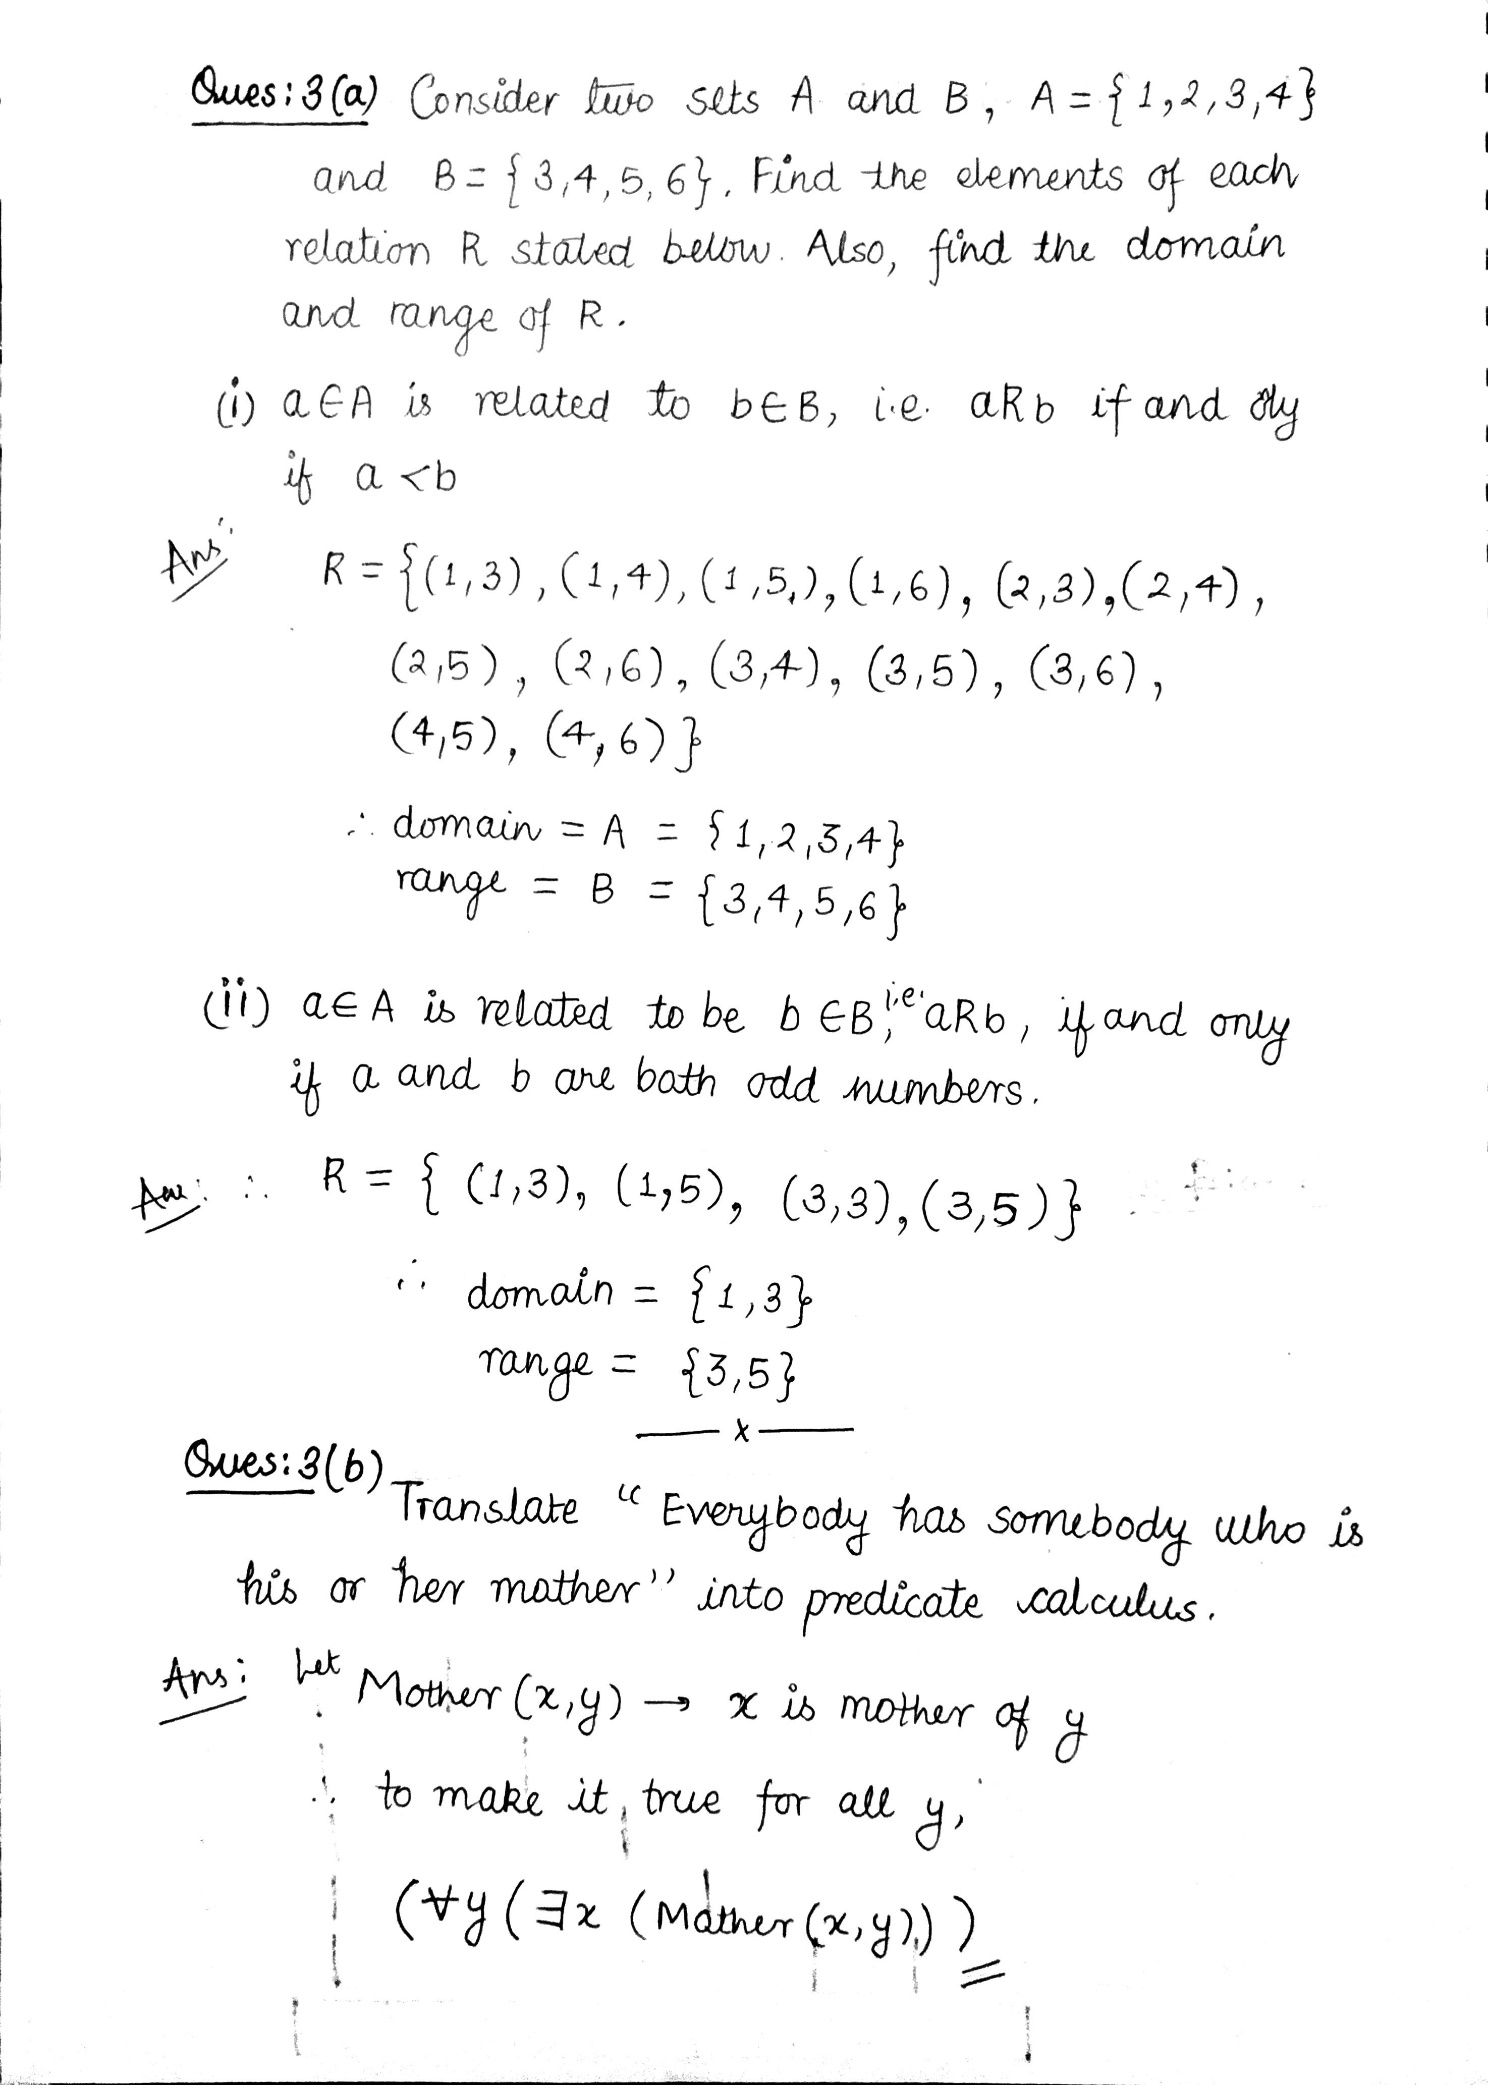 Ques: 3(a) Consider two sets A and B, A = {1,2,3,4}
and B = {3,4,5,6}. Find the elements of each
relation R stated below. Also, find the domain
and range of R.
(i) a∈A is related to b∈B, i.e. aRb if and oly
if a <b
Ans:
R = {(1,3), (1,4), (1,5,), (1,6), (2,3), (2,4),
(2,5), (2,6), (3,4), (3,5), (3,6),
(4,5), (4,6)}
∴ domain = A = {1,2,3,4}
range = B = {3,4,5,6}
(ii) a∈A is related to be b ∈B, i.e. aRb, if and only
if a and b are both odd numbers.
Ans: ∴ R = { (1,3), (1,5), (3,3), (3,5)}
∴ domain = {1,3}
range = {3,5}
— x —
Ques: 3(b)
Translate “Everybody has somebody who is
his or her mother” into predicate calculus.
Ans: Let Mother (x,y) → x is mother of y
∴ to make it, true for all y,
(∀y (∃x (Mother (x,y)) )